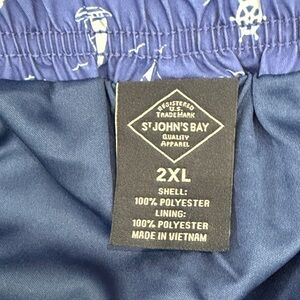 REGISTERED
U.S.
TRADEMARK
ST JOHN'S BAY
QUALITY
APPAREL
2XL
SHELL:
100% POLYESTER
LINING:
100% POLYESTER
MADE IN VIETNAM